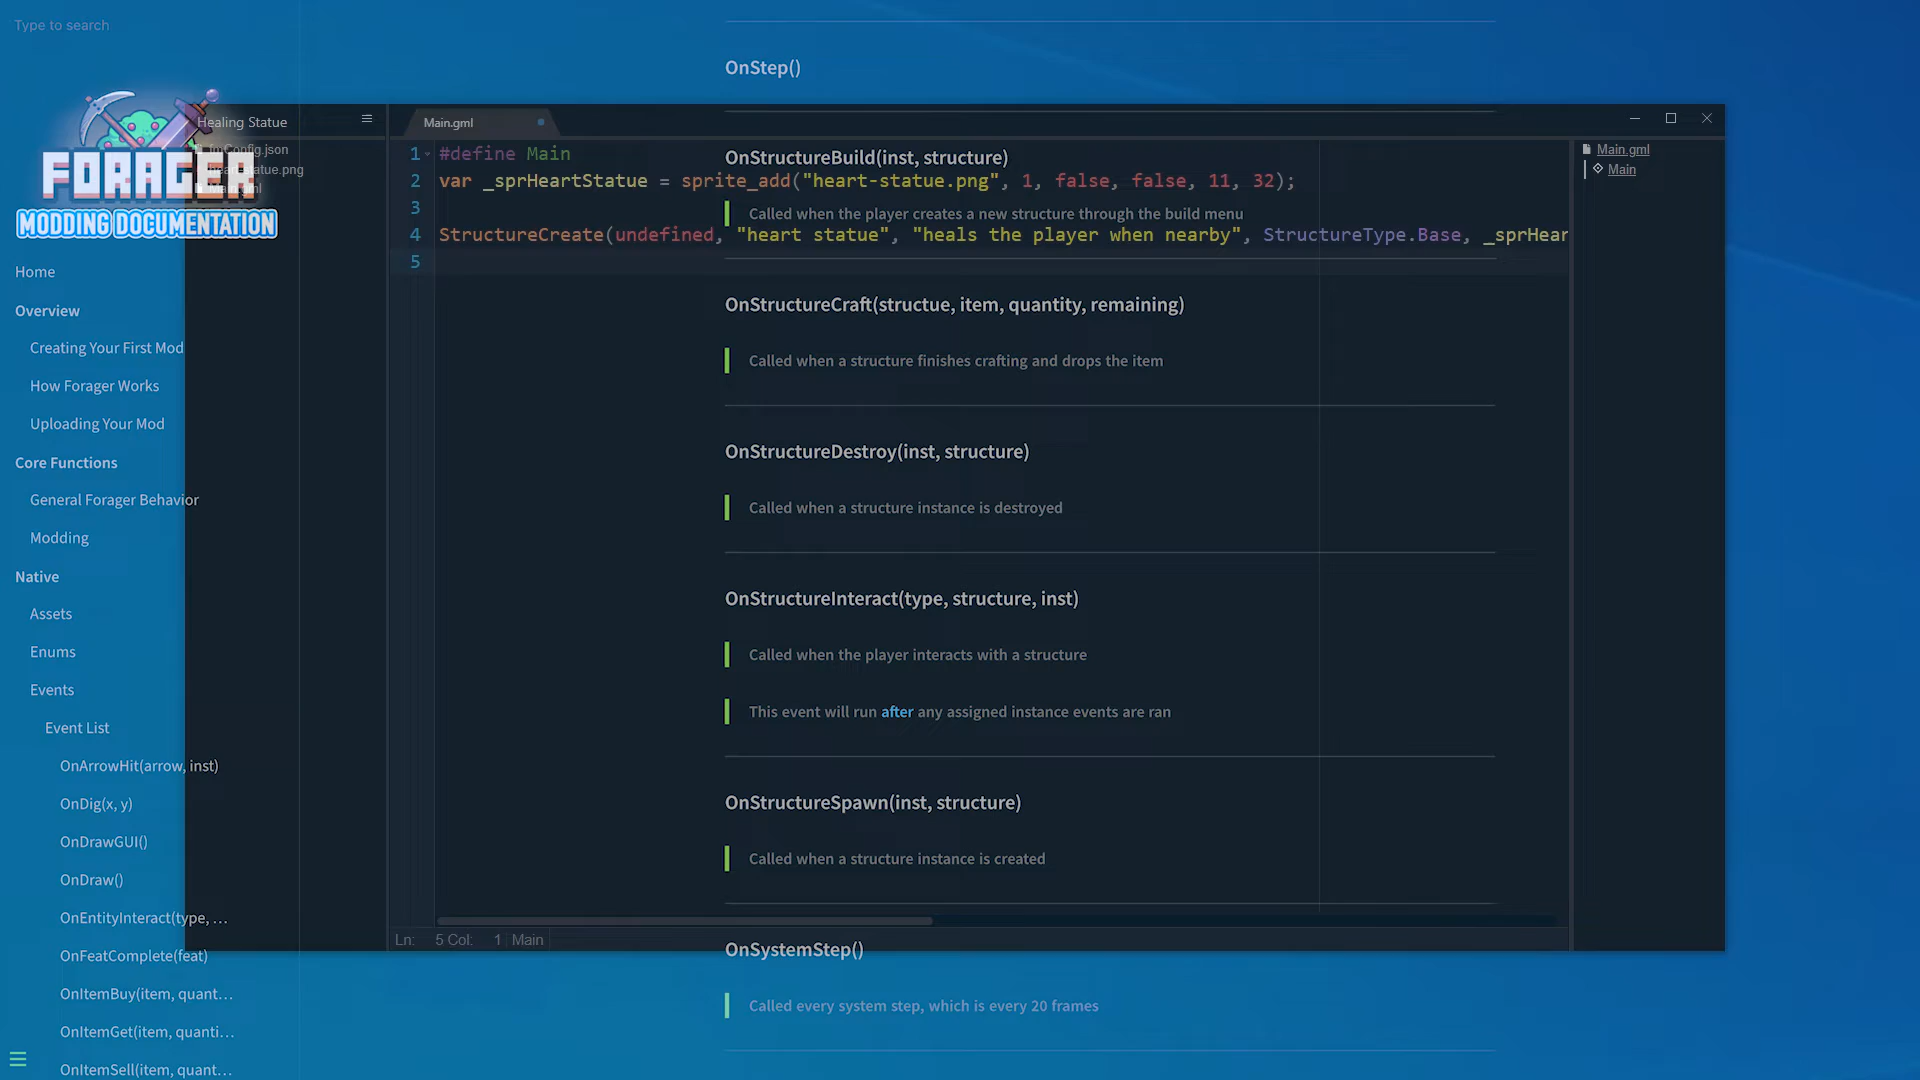 Type to search
FORAGER
MODDING DOCUMENTATION
Home
Overview
Creating Your First Mod
How Forager Works
Uploading Your Mod
Core Functions
General Forager Behavior
Modding
Native
Assets
Enums
Events
Event List
OnArrowHit(arrow, inst)
OnDig(x, y)
OnDrawGUI()
OnDraw()
OnEntityInteract(type, …
OnFeatComplete(feat)
OnItemBuy(item, quant…
OnItemGet(item, quanti…
OnItemSell(item, quant…
Healing Statue
fmConfig.json
heart-statue.png
Main.gml
Main.gml
1 #define Main
2 var _sprHeartStatue = sprite_add("heart-statue.png", 1, false, false, 11, 32);
3
4 StructureCreate(undefined, "heart statue", "heals the player when nearby", StructureType.Base, _sprHear
5
Ln: 5 Col: 1 Main
Main.gml
Main
OnStep()
OnStructureBuild(inst, structure)
Called when the player creates a new structure through the build menu
OnStructureCraft(structue, item, quantity, remaining)
Called when a structure finishes crafting and drops the item
OnStructureDestroy(inst, structure)
Called when a structure instance is destroyed
OnStructureInteract(type, structure, inst)
Called when the player interacts with a structure
This event will run after any assigned instance events are ran
OnStructureSpawn(inst, structure)
Called when a structure instance is created
OnSystemStep()
Called every system step, which is every 20 frames